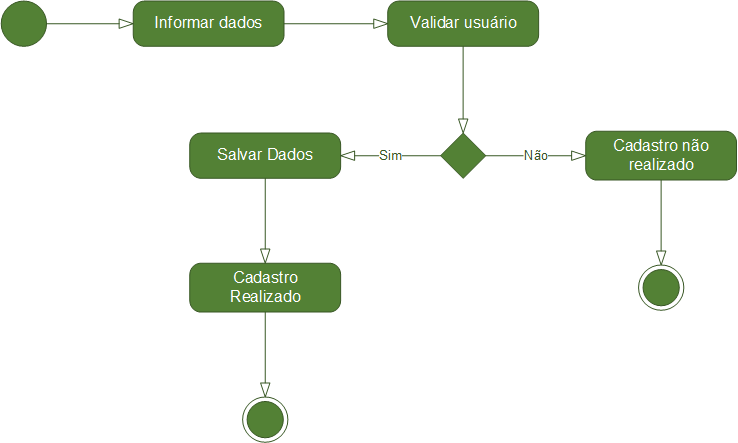 Informar dados
Validar usuário
Salvar Dados
Sim
Não
Cadastro não
realizado
Cadastro
Realizado